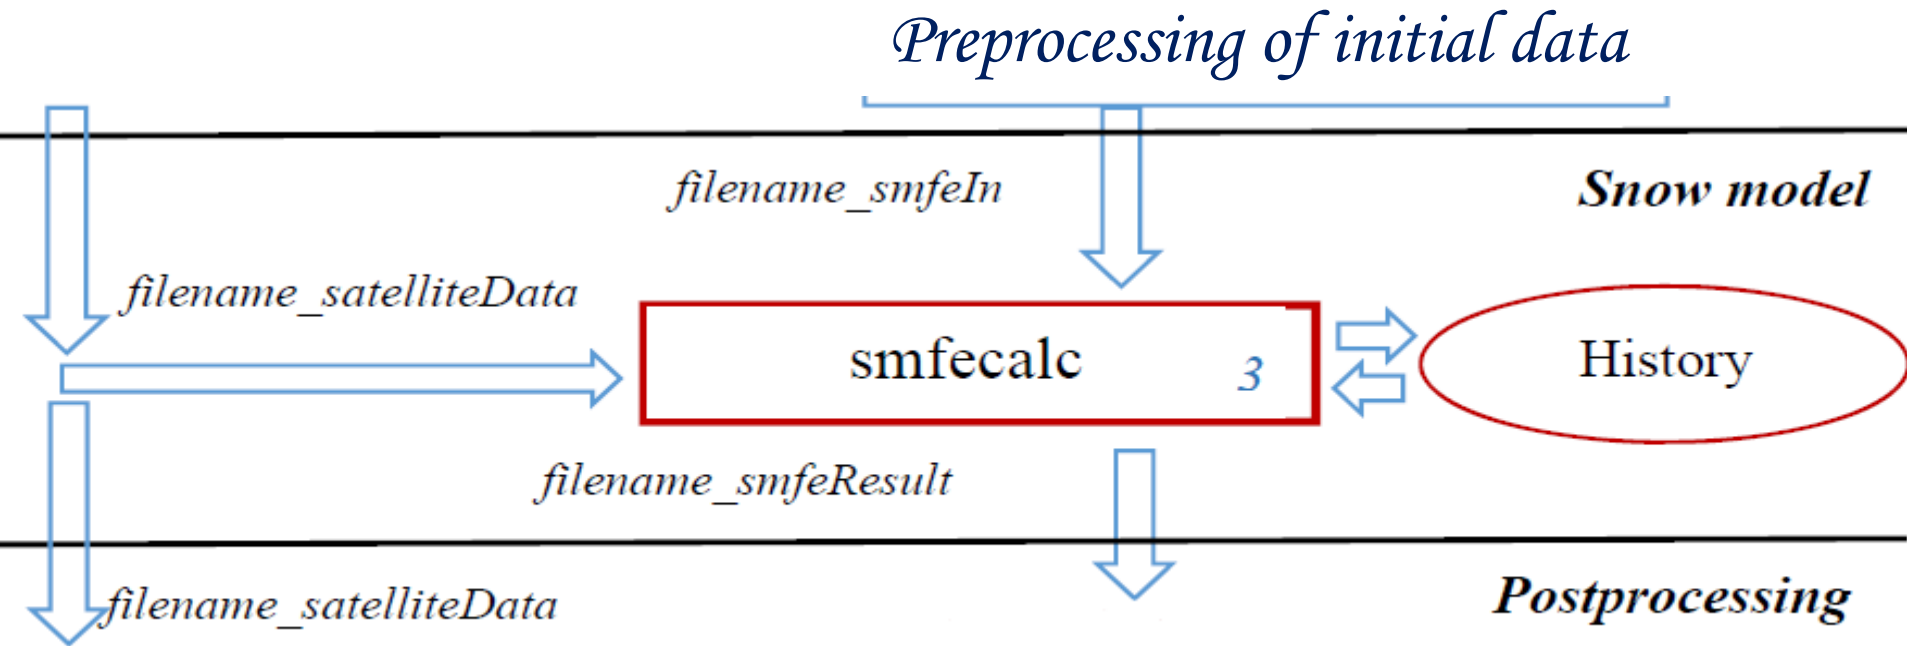 Preprocessing of initial data
filename_smfeIn
Snow model
filename_satelliteData
smfecalc
3
History
filename_smfeResult
filename_satelliteData
Postprocessing